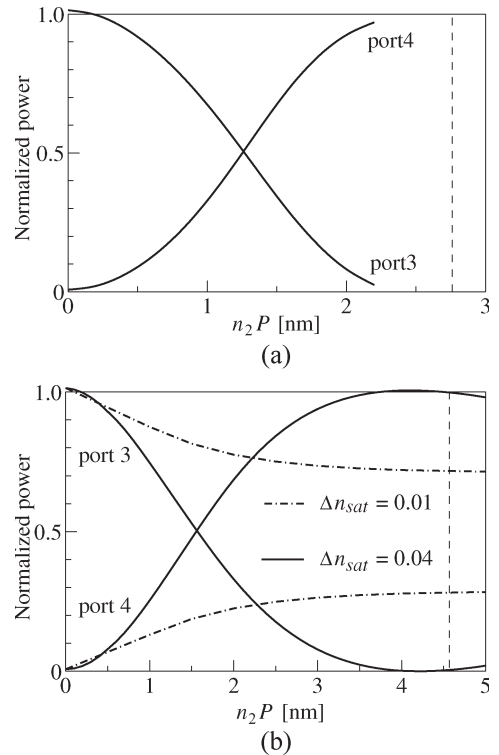 (a)
Normalized power
1.0
0.5
0
port4
port3
0 1 2 3
n₂P [nm]
(a)
Normalized power
1.0
0.5
0
port 3
port 4
Δn_sat = 0.01
Δn_sat = 0.04
0 1 2 3 4 5
n₂P [nm]
(b)